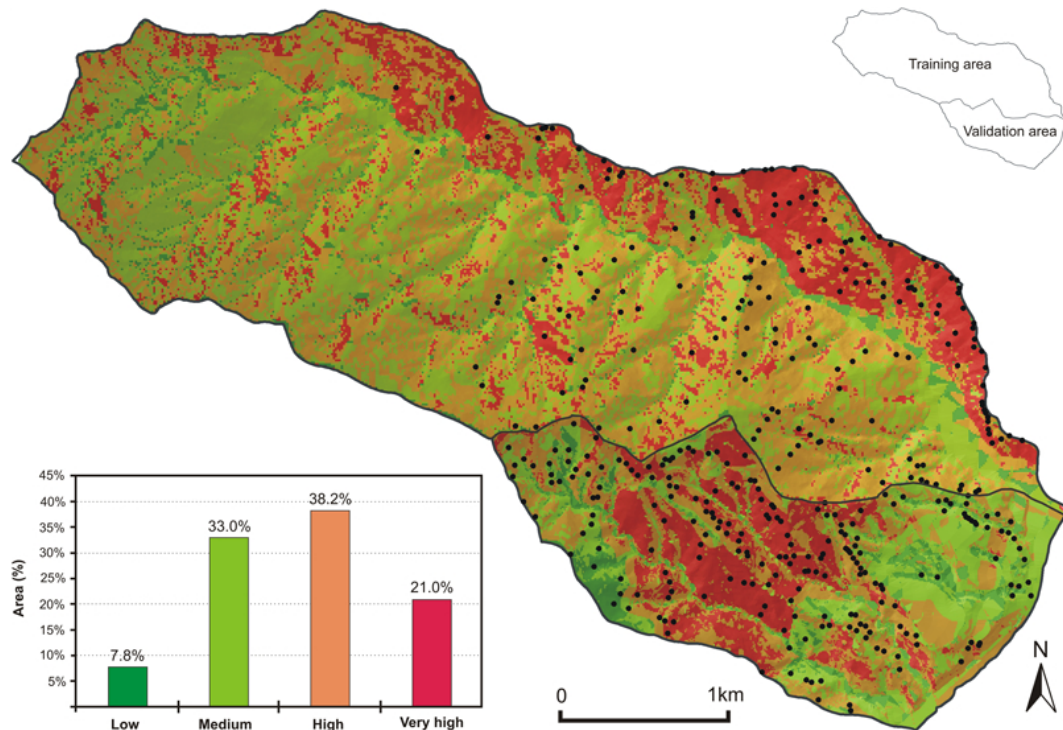 Training area
Validation area
45%
40%
35%
30%
25%
20%
15%
10%
5%
Area (%)
7.8%
33.0%
38.2%
21.0%
Low
Medium
High
Very high
0
1km
N